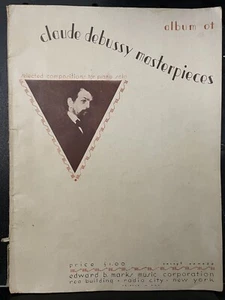 album of
claude debussy masterpieces
selected compositions for piano solo
price 1.00
edward b. marks music corporation
rca building • radio city • new york